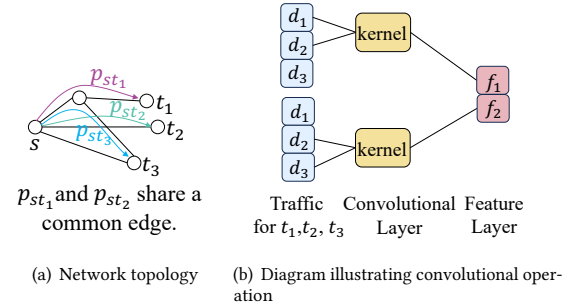 p_{st_1}
p_{st_2}
p_{st_3}
s
t_1
t_2
t_3
p_{st_1} and p_{st_2} share a
common edge.
(a) Network topology
d_1
d_2
d_3
kernel
d_1
d_2
d_3
kernel
f_1
f_2
Traffic
for t_1,t_2, t_3
Convolutional
Layer
Feature
Layer
(b) Diagram illustrating convolutional oper-
ation